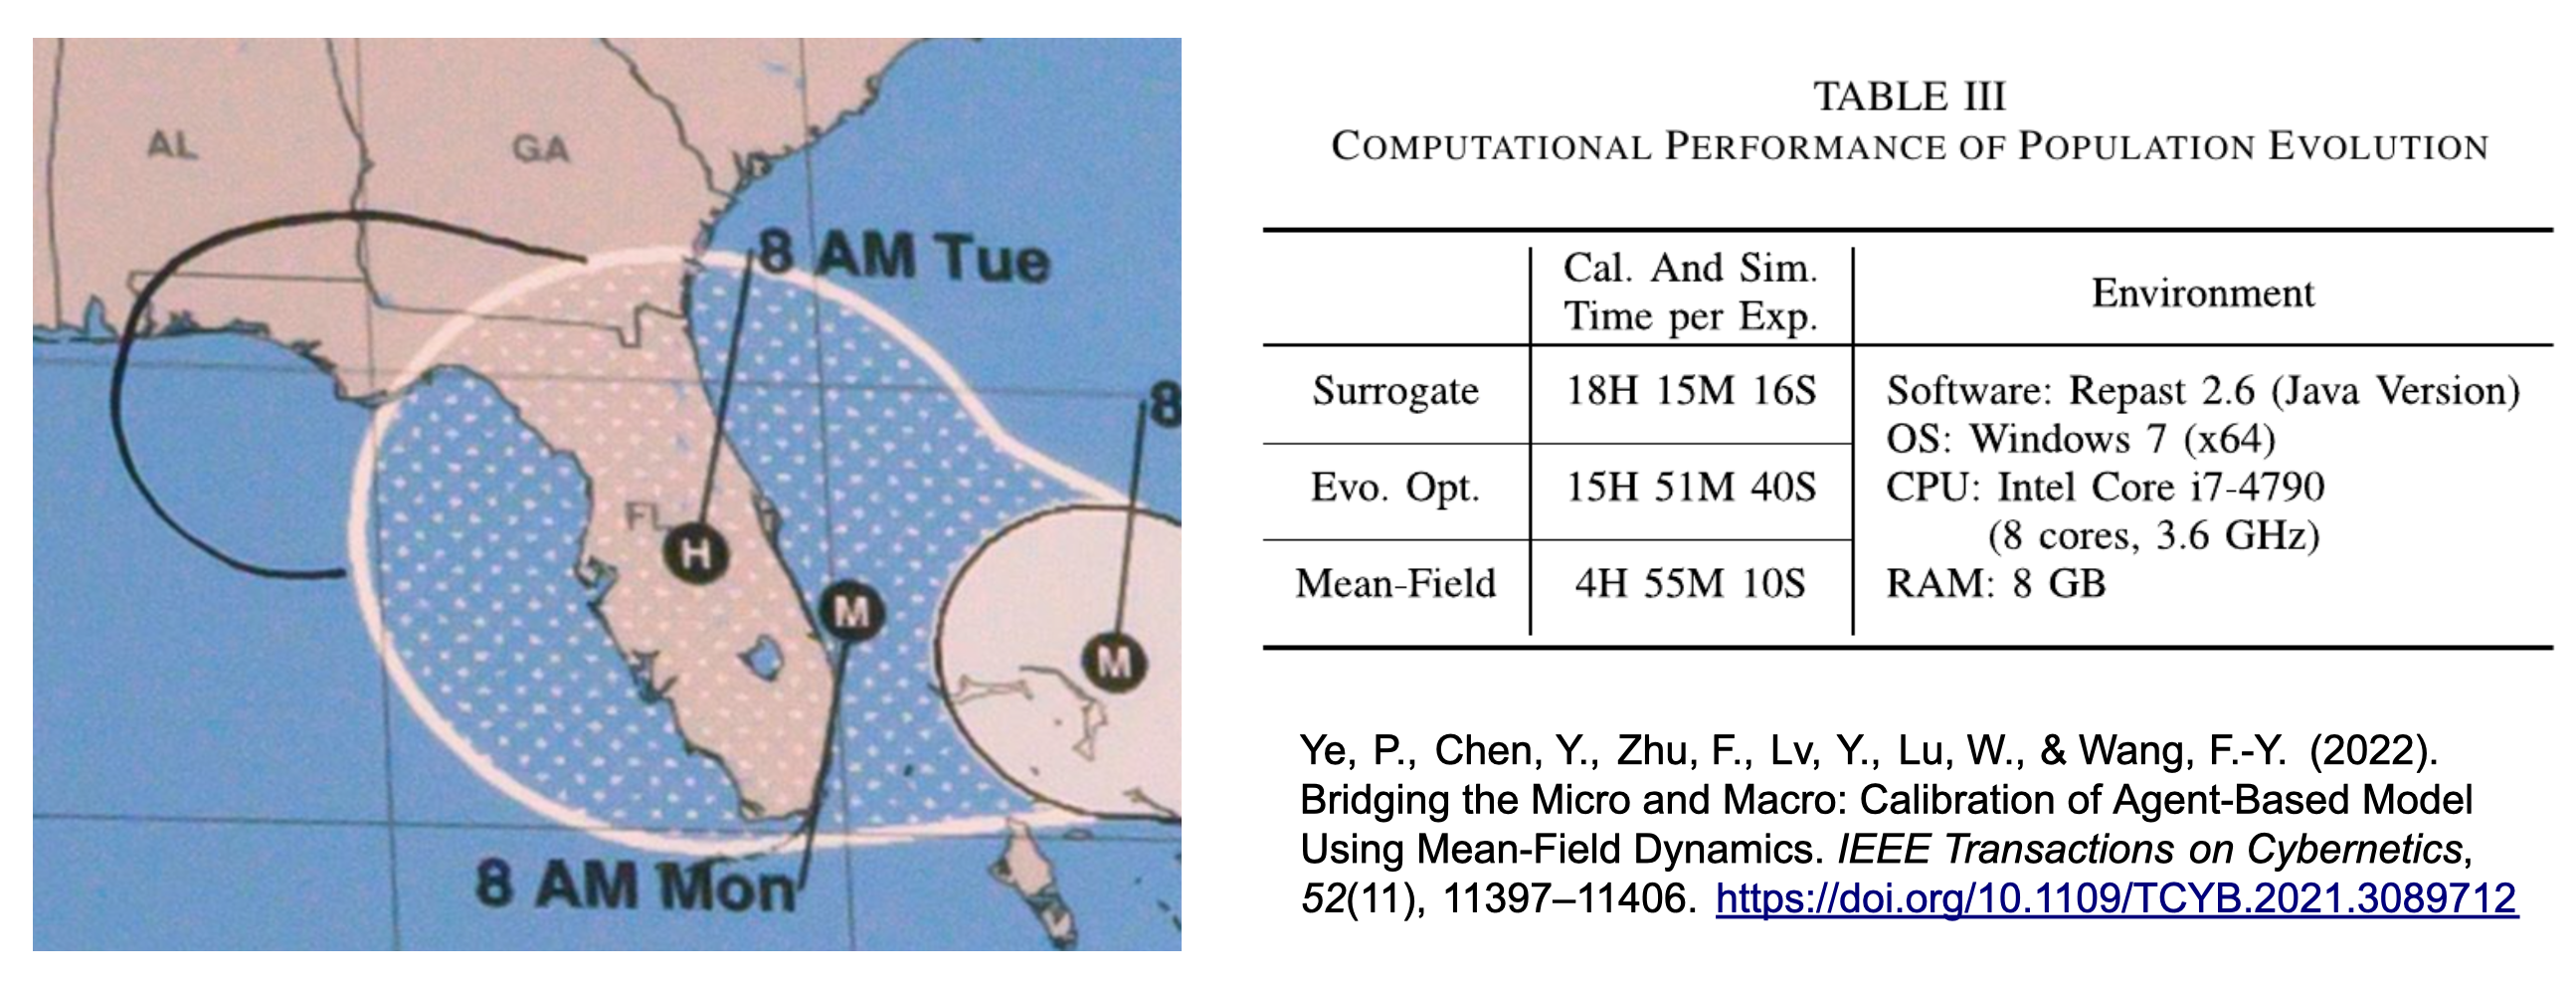 AL
GA
8 AM Tue
8
FL
H
M
M
8 AM Mon
TABLE III
COMPUTATIONAL PERFORMANCE OF POPULATION EVOLUTION
Cal. And Sim.
Time per Exp.
Environment
Surrogate
18H 15M 16S
Evo. Opt.
15H 51M 40S
Mean-Field
4H 55M 10S
Software: Repast 2.6 (Java Version)
OS: Windows 7 (x64)
CPU: Intel Core i7-4790
(8 cores, 3.6 GHz)
RAM: 8 GB
Ye, P., Chen, Y., Zhu, F., Lv, Y., Lu, W., & Wang, F.-Y. (2022).
Bridging the Micro and Macro: Calibration of Agent-Based Model
Using Mean-Field Dynamics. IEEE Transactions on Cybernetics,
52(11), 11397–11406. https://doi.org/10.1109/TCYB.2021.3089712